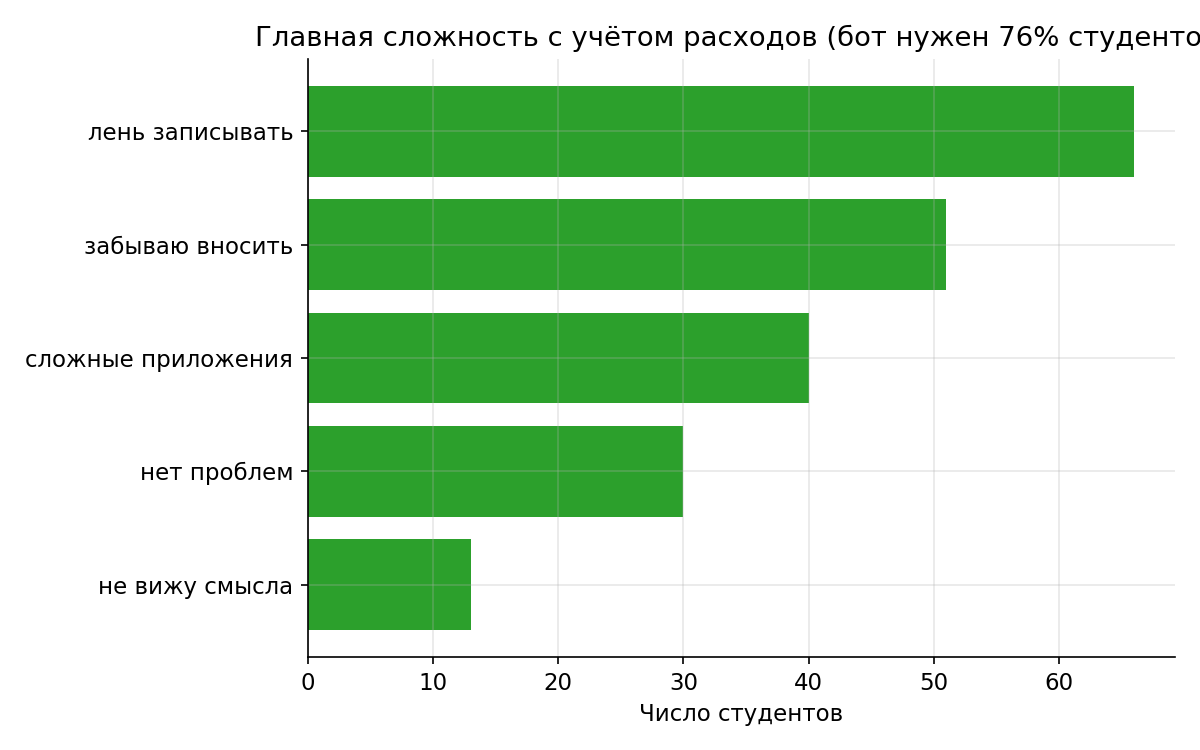 Главная сложность с учётом расходов (бот нужен 76% студенто
лень записывать
забываю вносить
сложные приложения
нет проблем
не вижу смысла
0 10 20 30 40 50 60
Число студентов